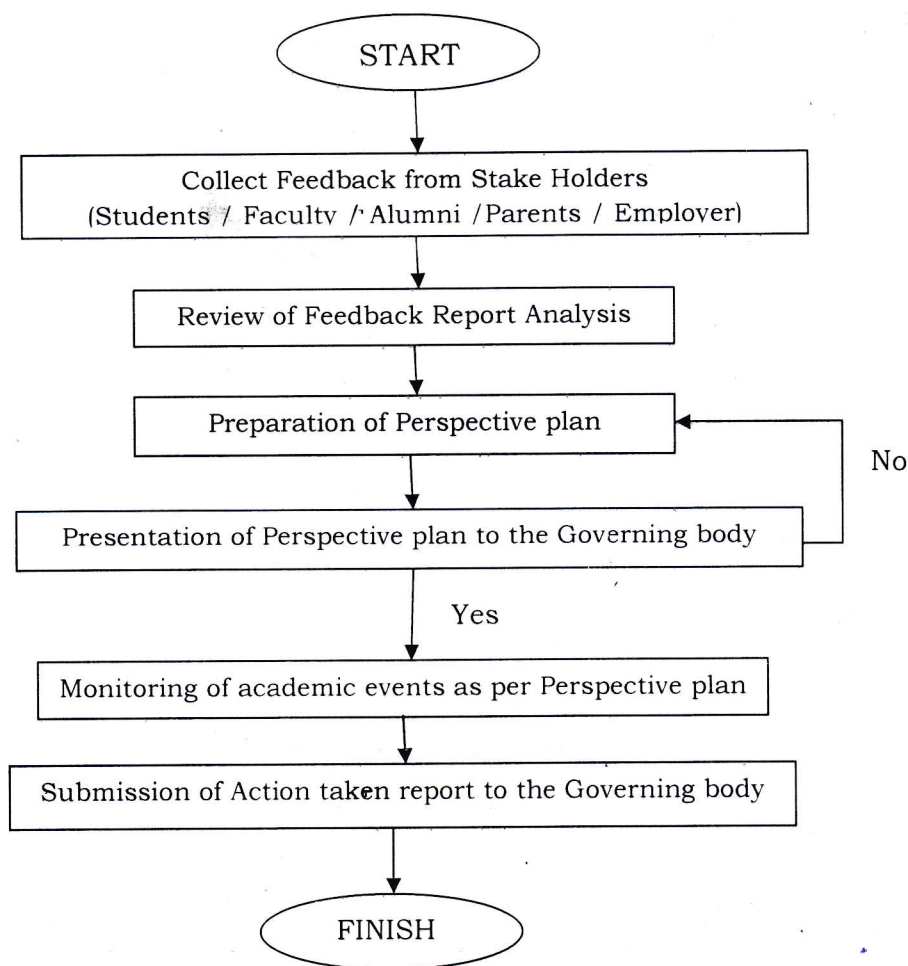 START
Collect Feedback from Stake Holders
(Students / Faculty / Alumni / Parents / Employer)
Review of Feedback Report Analysis
Preparation of Perspective plan
No
Presentation of Perspective plan to the Governing body
Yes
Monitoring of academic events as per Perspective plan
Submission of Action taken report to the Governing body
FINISH